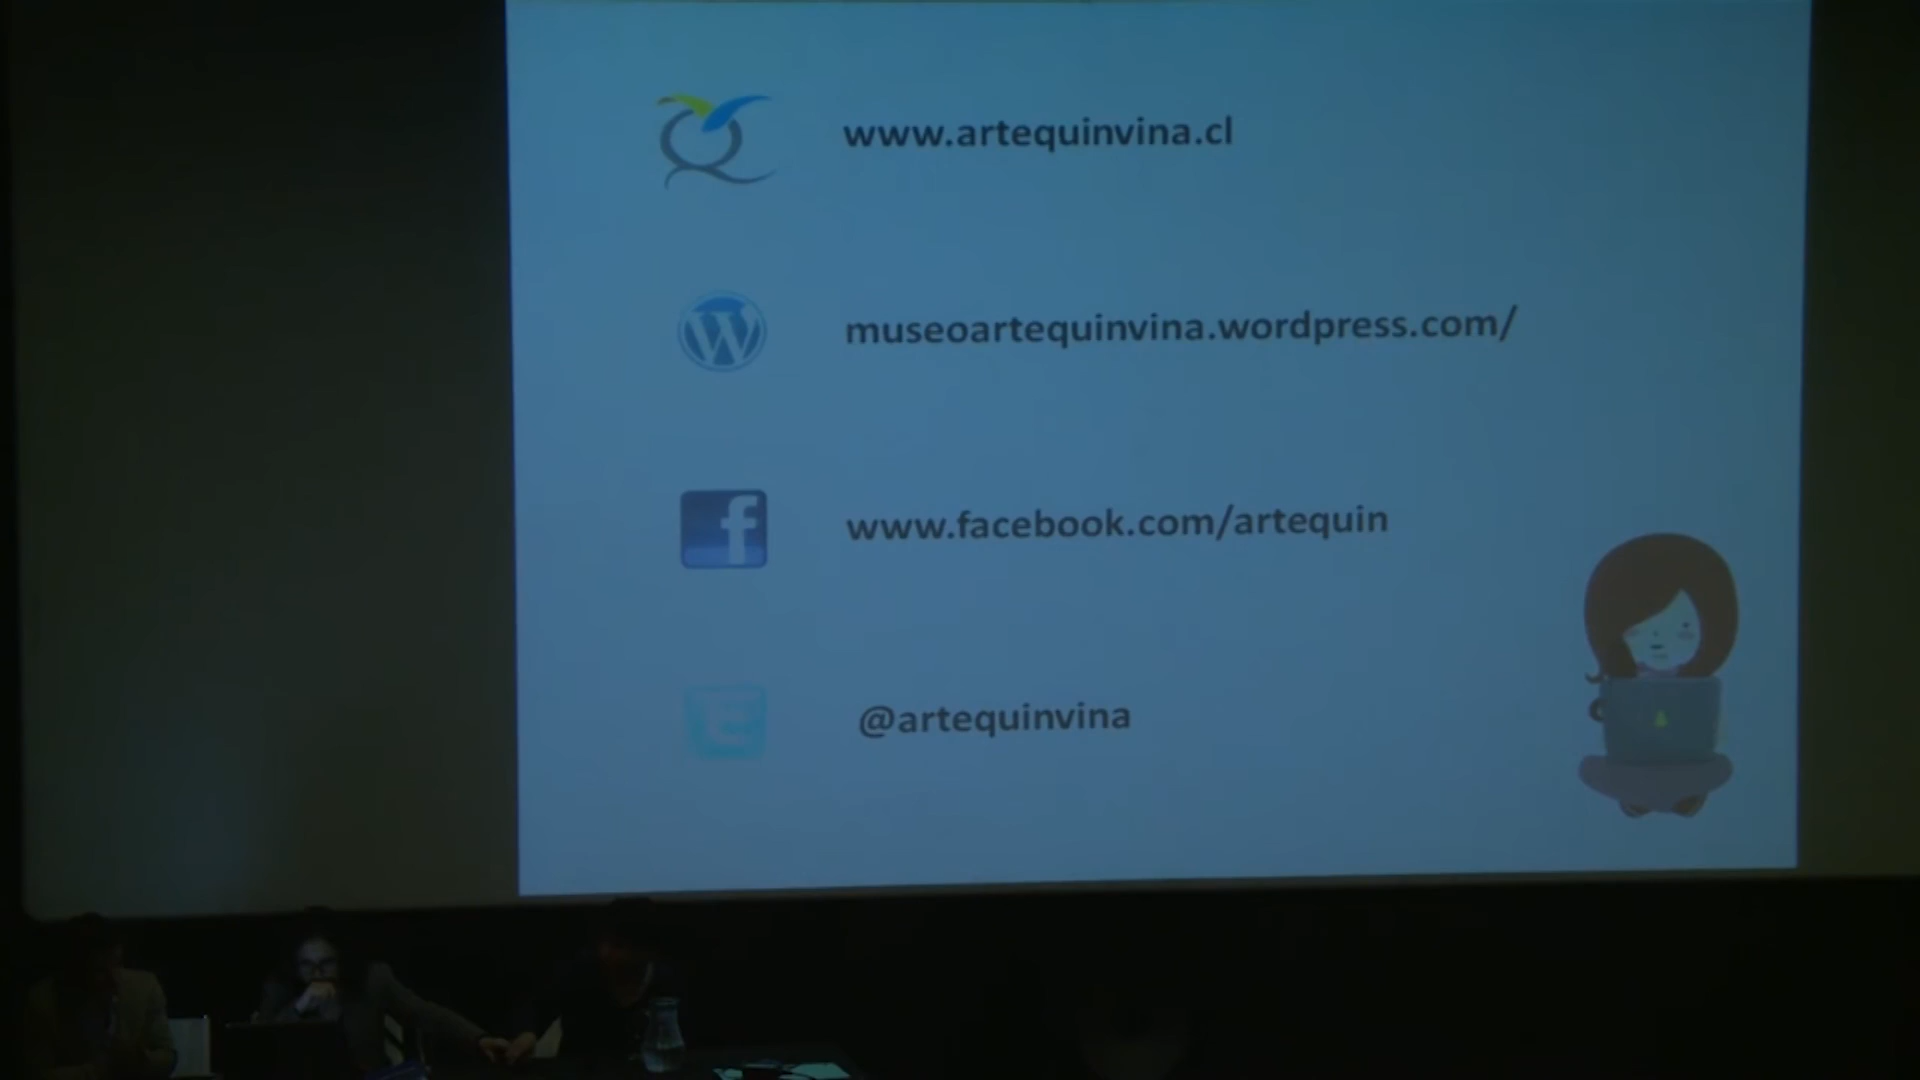 www.artequinvina.cl
museoartequinvina.wordpress.com/
www.facebook.com/artequin
@artequinvina